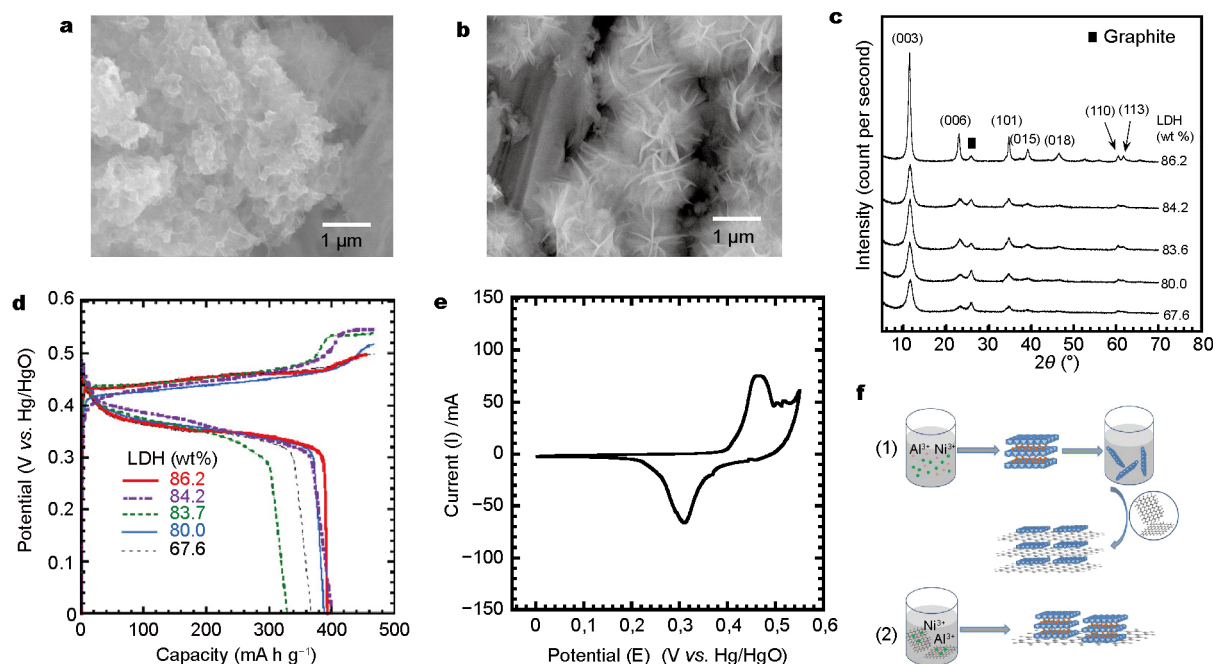 a
1 µm
b
1 µm
c
■ Graphite
(003)
(006)
(101)
(015)
(018)
(110)
(113)
LDH
(wt %)
86.2
84.2
83.6
80.0
67.6
Intensity (count per second)
10 20 30 40 50 60 70 80
2θ (°)
d
0.6
0.5
0.4
0.3
0.2
0.1
0
LDH (wt%)
86.2
84.2
83.7
80.0
67.6
Potential (V vs. Hg/HgO)
0 100 200 300 400 500
Capacity (mA h g⁻¹)
e
150
100
50
0
−50
−100
−150
Current (I) /mA
0 0,1 0,2 0,3 0,4 0,5 0,6
Potential (E) (V vs. Hg/HgO)
f
(1)
Al³⁺ Ni³⁺
(2)
Ni³⁺
Al³⁺